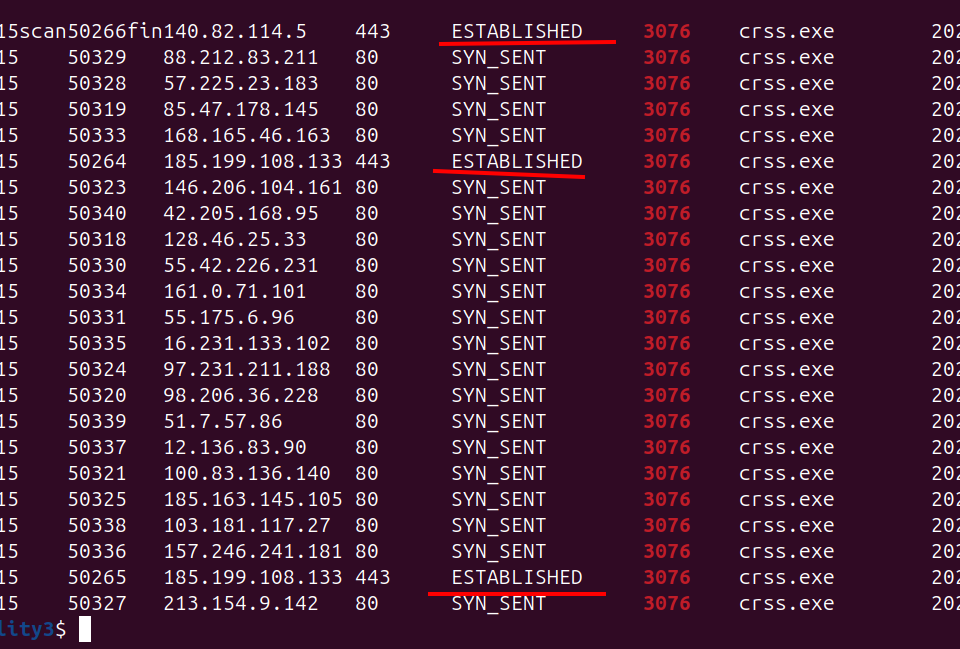 15scan50266fin140.82.114.5 443 ESTABLISHED 3076 crss.exe 202
15 50329 88.212.83.211 80 SYN_SENT 3076 crss.exe 202
15 50328 57.225.23.183 80 SYN_SENT 3076 crss.exe 202
15 50319 85.47.178.145 80 SYN_SENT 3076 crss.exe 202
15 50333 168.165.46.163 80 SYN_SENT 3076 crss.exe 202
15 50264 185.199.108.133 443 ESTABLISHED 3076 crss.exe 202
15 50323 146.206.104.161 80 SYN_SENT 3076 crss.exe 202
15 50340 42.205.168.95 80 SYN_SENT 3076 crss.exe 202
15 50318 128.46.25.33 80 SYN_SENT 3076 crss.exe 202
15 50330 55.42.226.231 80 SYN_SENT 3076 crss.exe 202
15 50334 161.0.71.101 80 SYN_SENT 3076 crss.exe 202
15 50331 55.175.6.96 80 SYN_SENT 3076 crss.exe 202
15 50335 16.231.133.102 80 SYN_SENT 3076 crss.exe 202
15 50324 97.231.211.188 80 SYN_SENT 3076 crss.exe 202
15 50320 98.206.36.228 80 SYN_SENT 3076 crss.exe 202
15 50339 51.7.57.86 80 SYN_SENT 3076 crss.exe 202
15 50337 12.136.83.90 80 SYN_SENT 3076 crss.exe 202
15 50321 100.83.136.140 80 SYN_SENT 3076 crss.exe 202
15 50325 185.163.145.105 80 SYN_SENT 3076 crss.exe 202
15 50338 103.181.117.27 80 SYN_SENT 3076 crss.exe 202
15 50336 157.246.241.181 80 SYN_SENT 3076 crss.exe 202
15 50265 185.199.108.133 443 ESTABLISHED 3076 crss.exe 202
15 50327 213.154.9.142 80 SYN_SENT 3076 crss.exe 202
lity3$